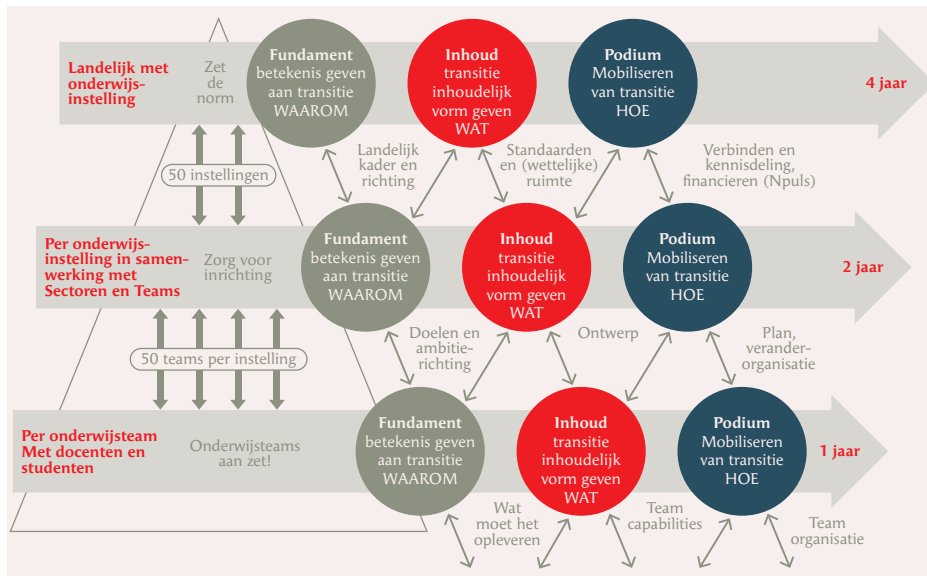 Landelijk met
onderwijs-
instelling
Zet
de
norm
Fundament
betekenis geven
aan transitie
WAAROM
Inhoud
transitie
inhoudelijk
vorm geven
WAT
Podium
Mobiliseren
van transitie
HOE
4 jaar
50 instellingen
Landelijk
kader en
richting
Standaarden
en (wettelijke)
ruimte
Verbinden en
kennisdeling,
financieren (Npuls)
Per onderwijs-
instelling in samen-
werking met
Sectoren en Teams
Zorg voor
inrichting
Fundament
betekenis geven
aan transitie
WAAROM
Inhoud
transitie
inhoudelijk
vorm geven
WAT
Podium
Mobiliseren
van transitie
HOE
2 jaar
50 teams per instelling
Doelen en
ambitie-
richting
Ontwerp
Plan,
verander-
organisatie
Per onderwijsteam
Met docenten en
studenten
Onderwijsteams
aan zet!
Fundament
betekenis geven
aan transitie
WAAROM
Inhoud
transitie
inhoudelijk
vorm geven
WAT
Podium
Mobiliseren
van transitie
HOE
1 jaar
Wat
moet het
opleveren
Team
capabilities
Team
organisatie